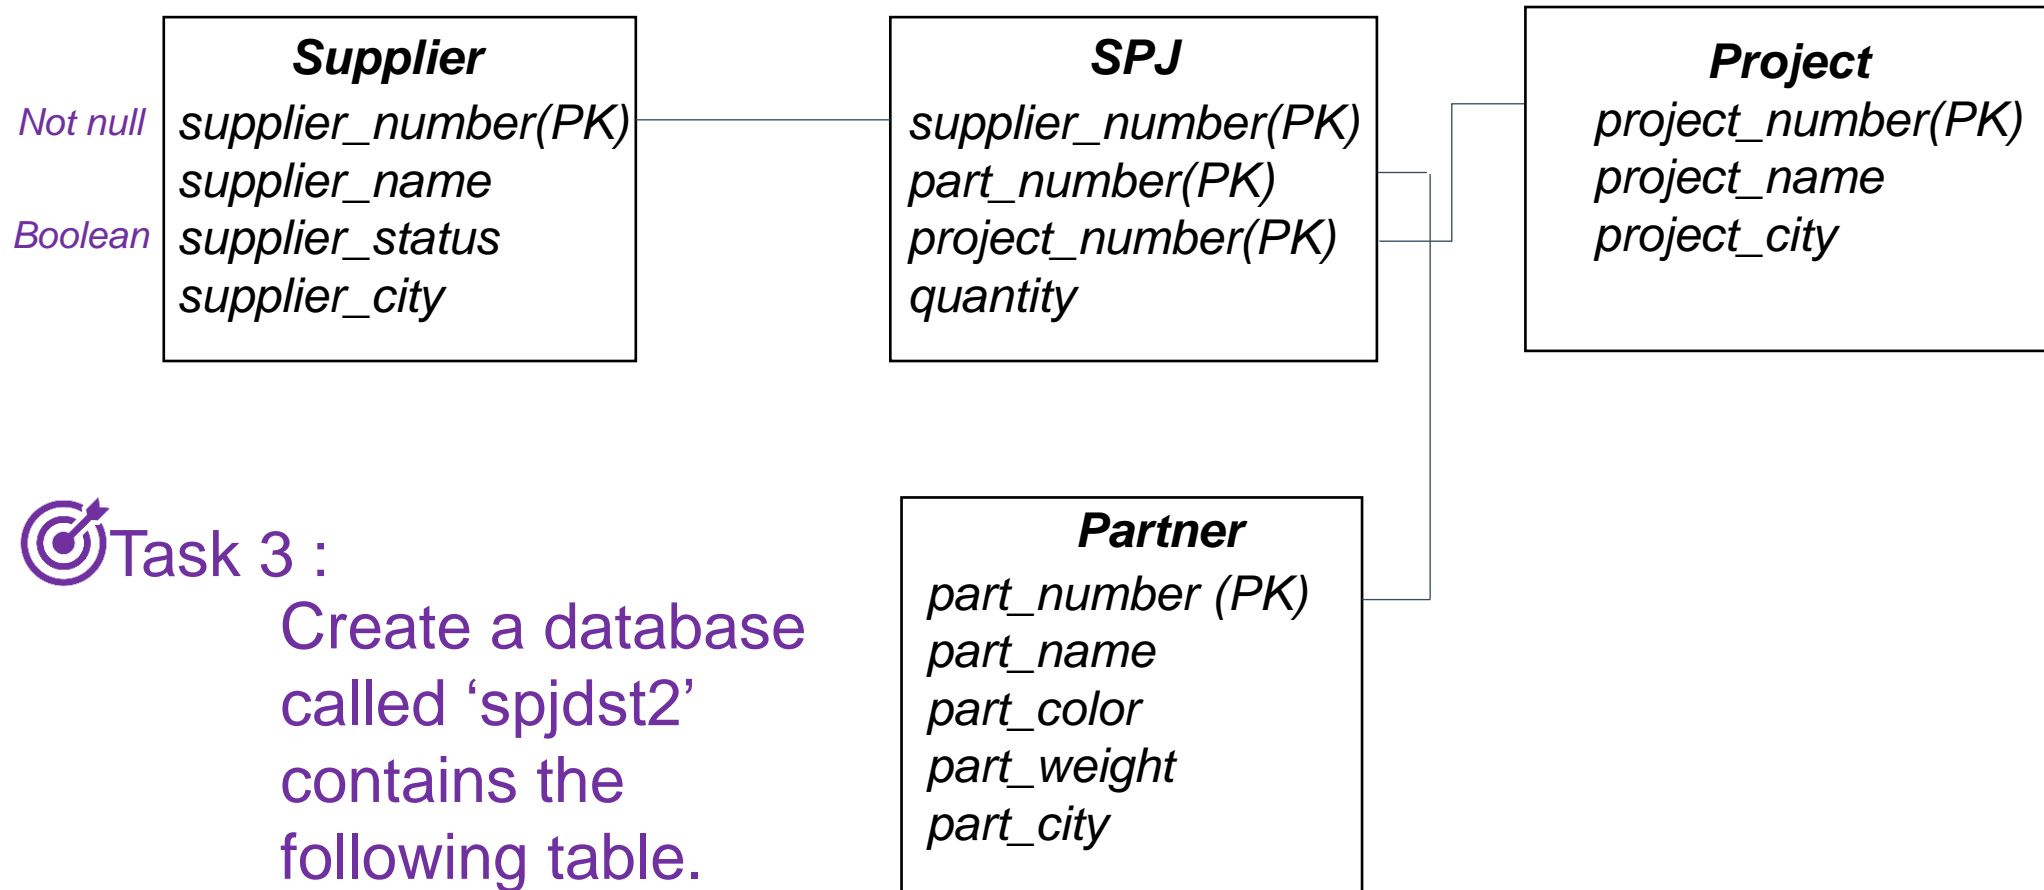 Supplier
Not null
supplier_number(PK)
supplier_name
Boolean
supplier_status
supplier_city
SPJ
supplier_number(PK)
part_number(PK)
project_number(PK)
quantity
Project
project_number(PK)
project_name
project_city
Task 3 :
Create a database
called ‘spjdst2’
contains the
following table.
Partner
part_number (PK)
part_name
part_color
part_weight
part_city